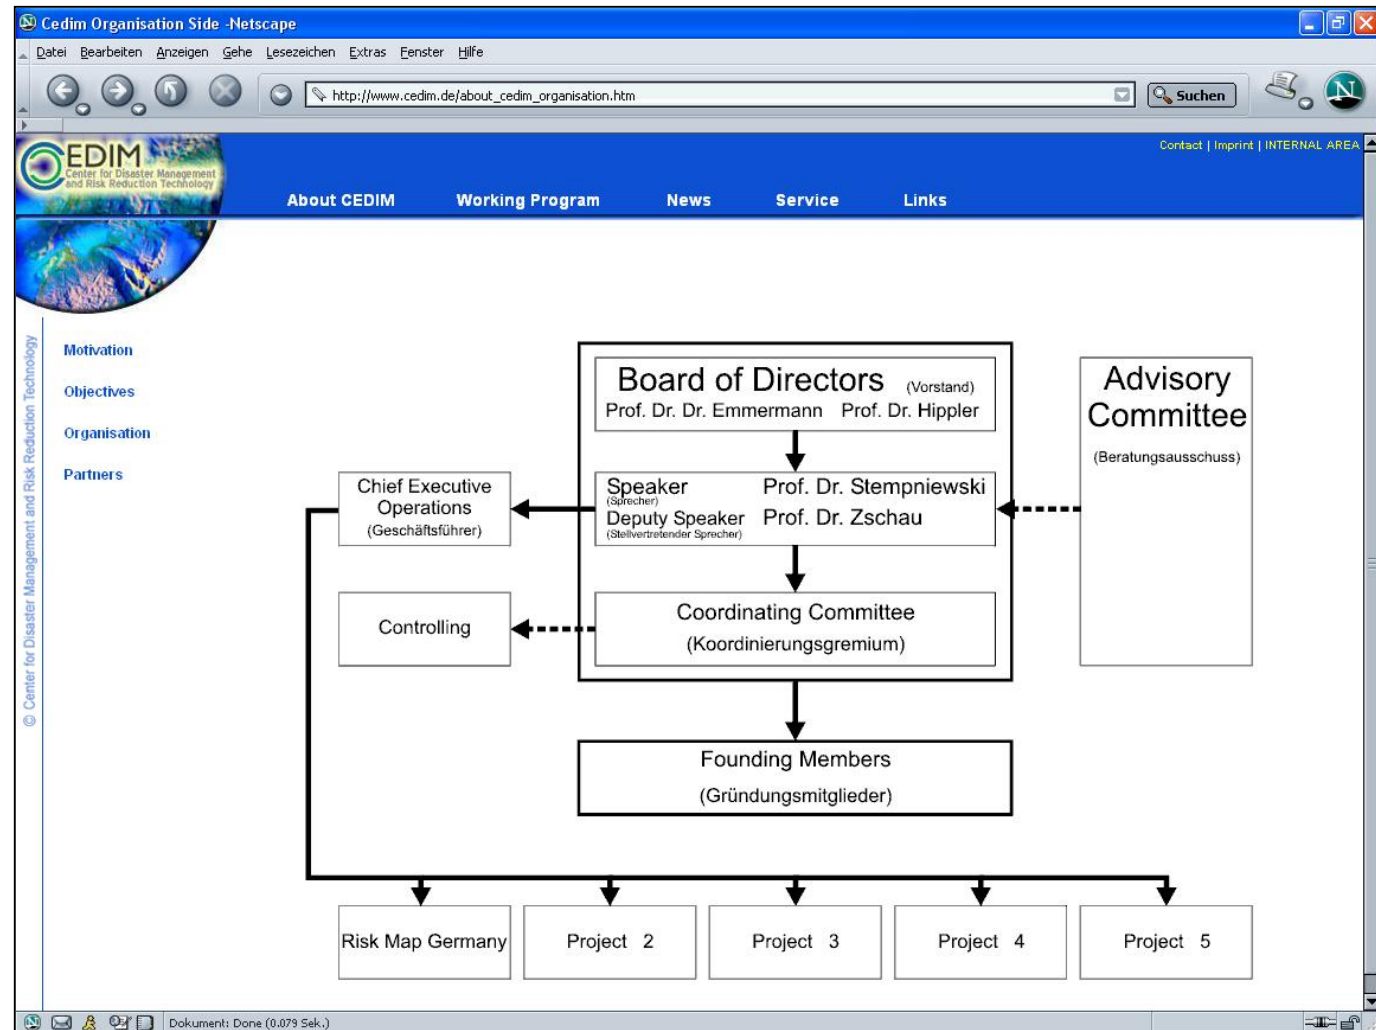 Cedim Organisation Side -Netscape
Datei Bearbeiten Anzeigen Gehe Lesezeichen Extras Fenster Hilfe
http://www.cedim.de/about_cedim_organisation.htm
Suchen
N
Contact | Imprint | INTERNAL AREA
CEDIM
Center for Disaster Management
and Risk Reduction Technology
About CEDIM Working Program News Service Links
© Center for Disaster Management and Risk Reduction Technology
Motivation
Objectives
Organisation
Partners
Board of Directors (Vorstand)
Prof. Dr. Dr. Emmermann Prof. Dr. Hippler
Advisory
Committee
(Beratungsausschuss)
Chief Executive
Operations
(Geschäftsführer)
Speaker Prof. Dr. Stempniewski
(Sprecher)
Deputy Speaker Prof. Dr. Zschau
(Stellvertretender Sprecher)
Controlling
Coordinating Committee
(Koordinierungsgremium)
Founding Members
(Gründungsmitglieder)
Risk Map Germany Project 2 Project 3 Project 4 Project 5
Dokument: Done (0.079 Sek.)